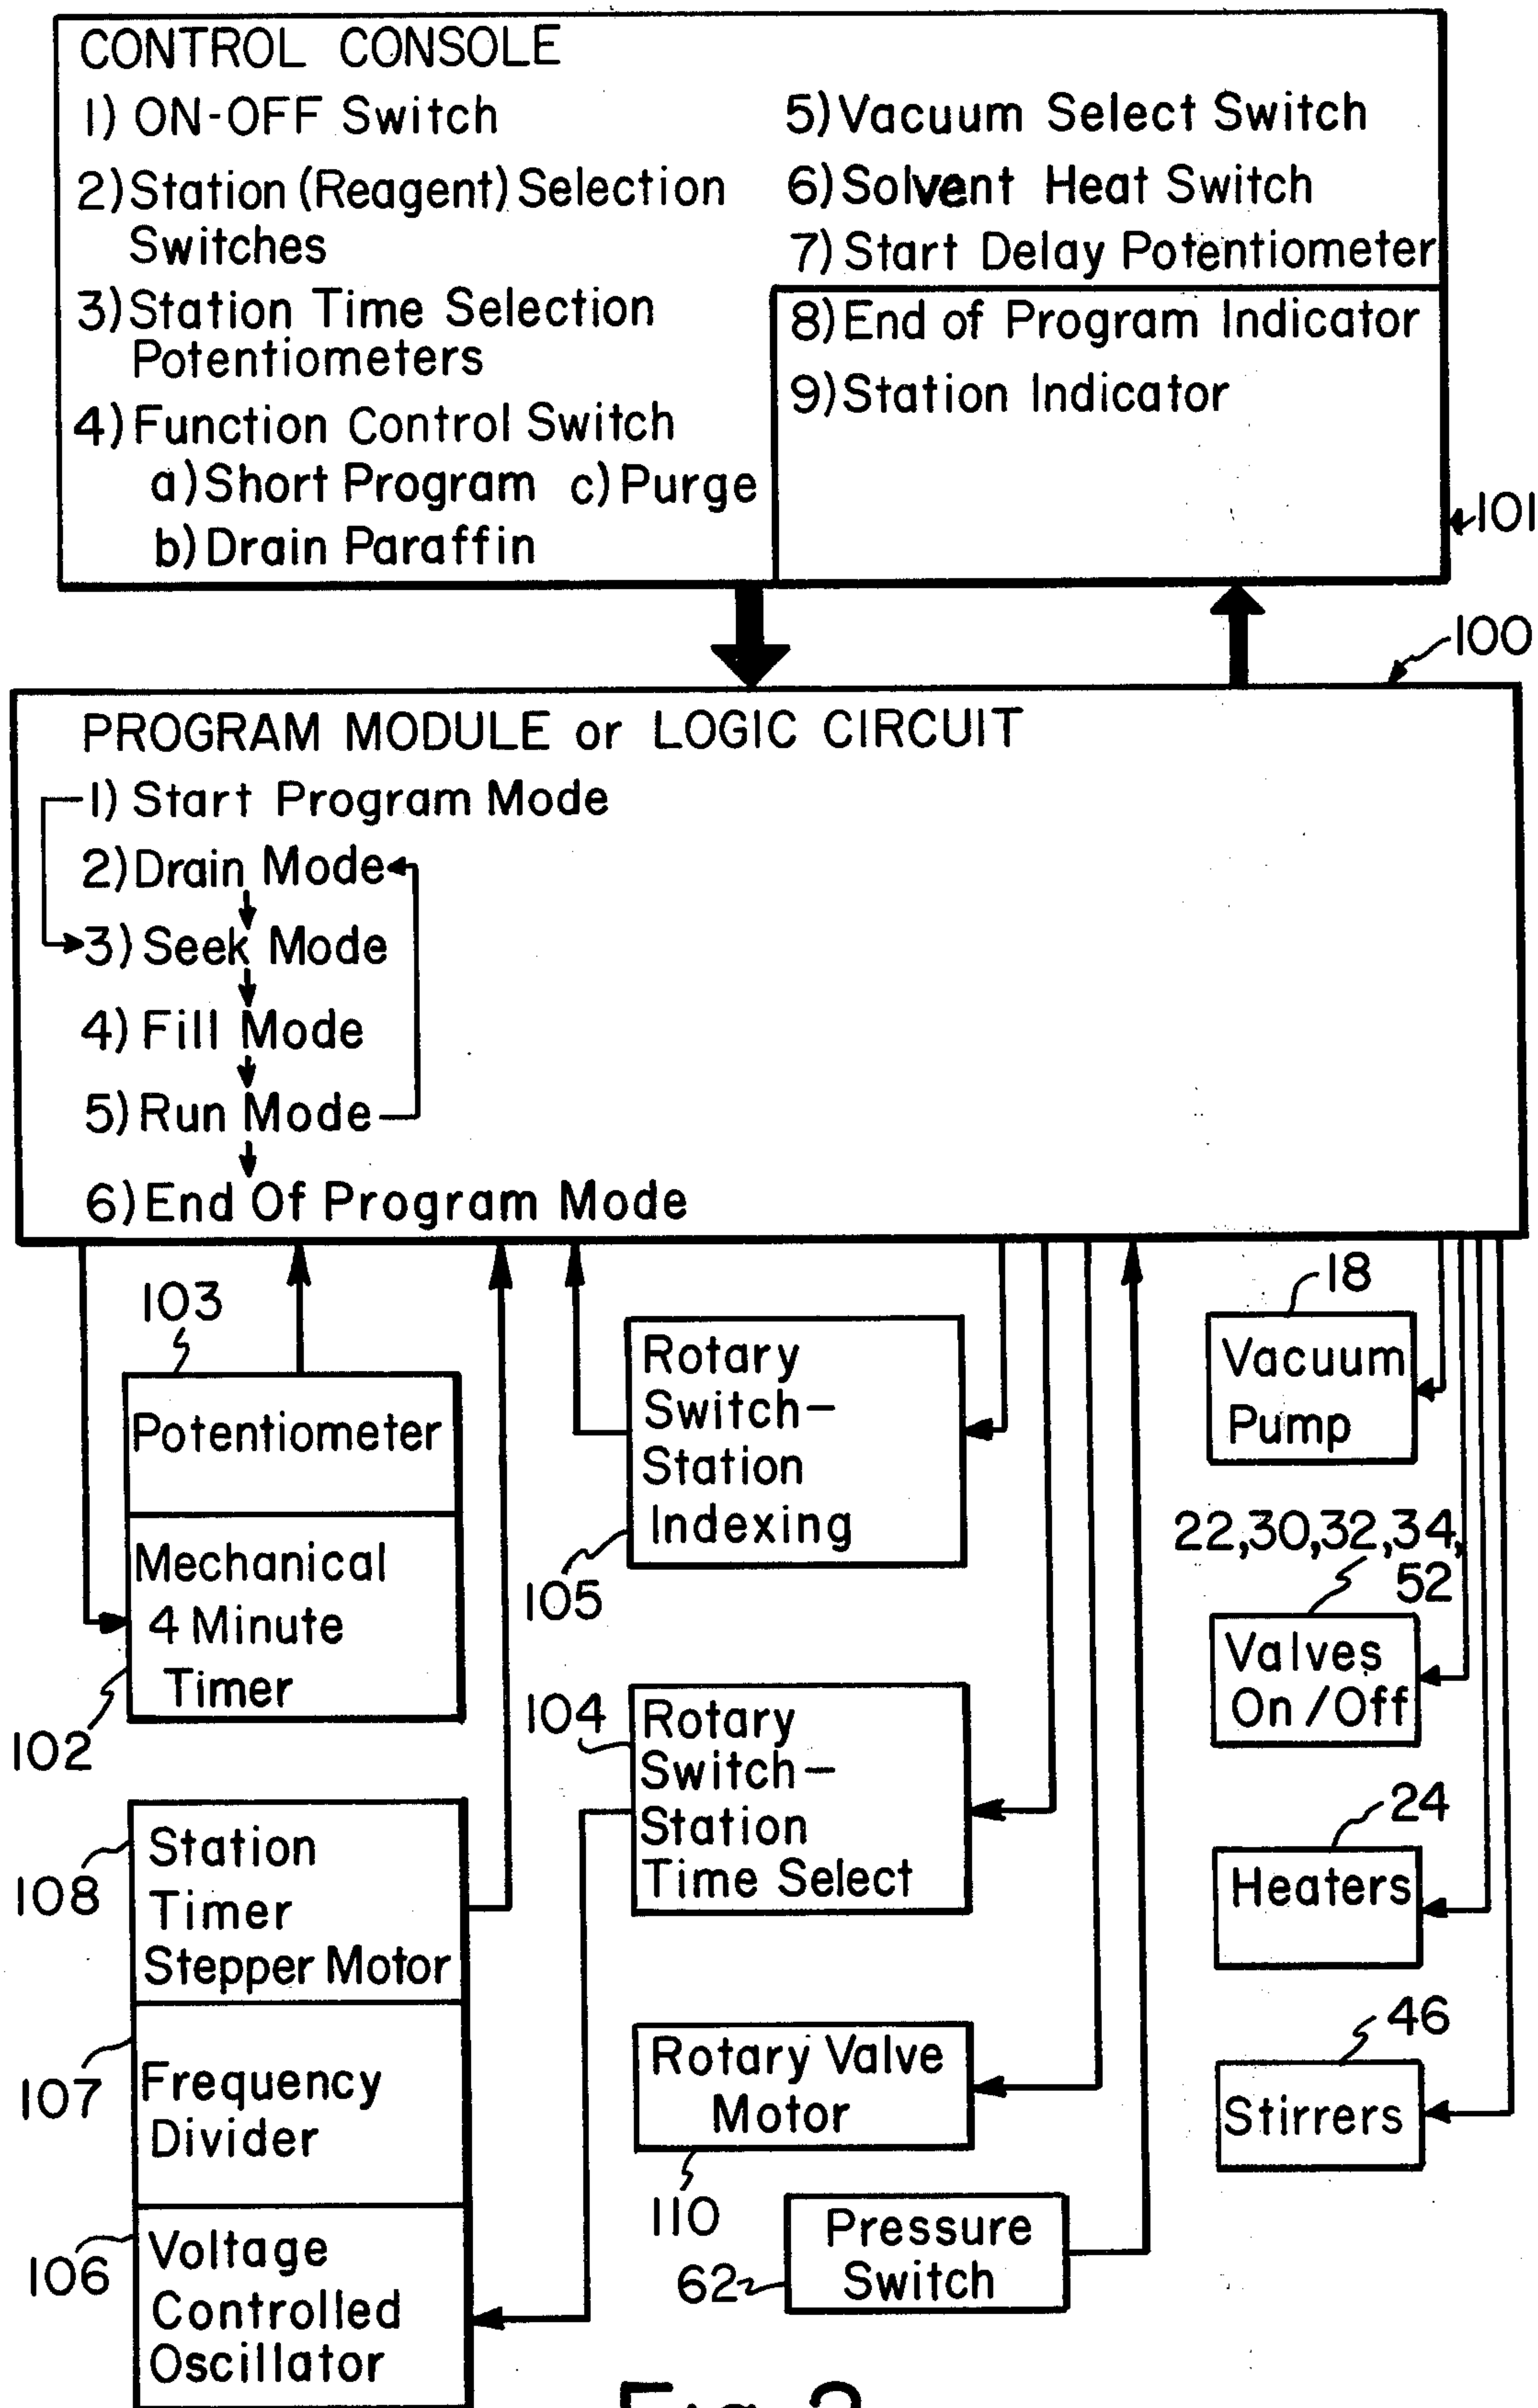 CONTROL CONSOLE
1) ON-OFF Switch
2) Station (Reagent) Selection
Switches
3) Station Time Selection
Potentiometers
4) Function Control Switch
a) Short Program c) Purge
b) Drain Paraffin
5) Vacuum Select Switch
6) Solvent Heat Switch
7) Start Delay Potentiometer
8) End of Program Indicator
9) Station Indicator
101
100
PROGRAM MODULE or LOGIC CIRCUIT
1) Start Program Mode
2) Drain Mode
3) Seek Mode
4) Fill Mode
5) Run Mode
6) End Of Program Mode
103
Potentiometer
Mechanical
4 Minute
Timer
102
108
Station
Timer
Stepper Motor
107
Frequency
Divider
106
Voltage
Controlled
Oscillator
Rotary
Switch-
Station
Indexing
105
104
Rotary
Switch-
Station
Time Select
Rotary Valve
Motor
110
Pressure
Switch
62
18
Vacuum
Pump
22,30,32,34,
52
Valves
On/Off
24
Heaters
46
Stirrers